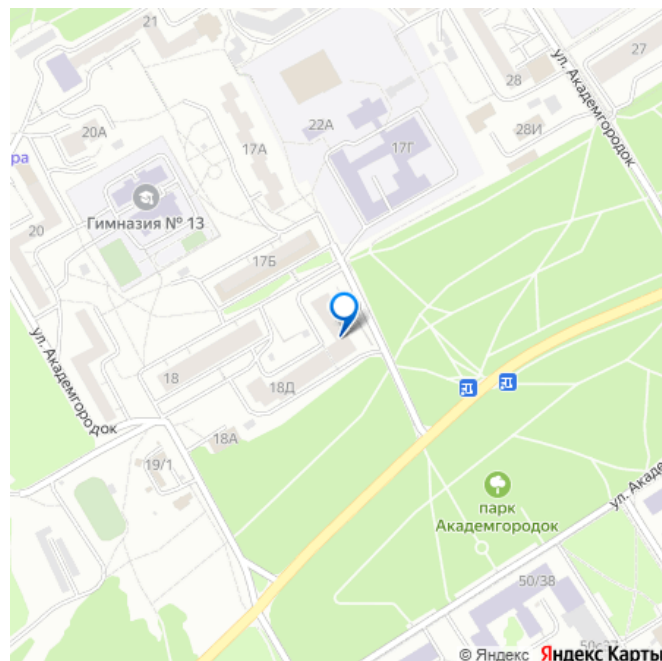 21
27
ул. Академгородок
28
20А
22А
28И
17А
17Г
ра
Гимназия № 13
20
17Б
ул. Академгородок
18
18Д
18А
19/1
парк
Академгородок
ул. Акаде
50/38
© Яндекс Яндекс Карты